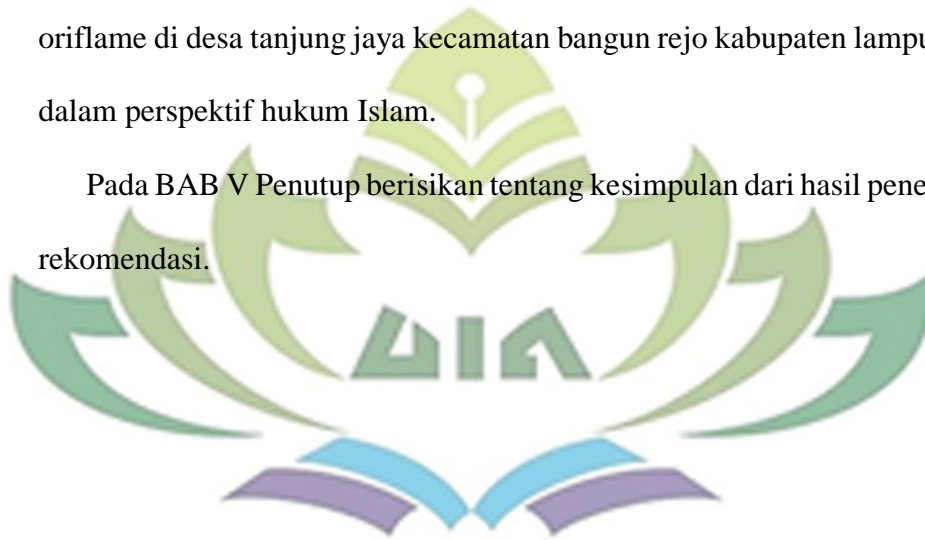 oriflame di desa tanjung jaya kecamatan bangun rejo kabupaten
dalam perspektif hukum Islam.
Pada BAB V Penutup berisikan tentang kesimpulan dari hasil
rekomendasi.
UIN